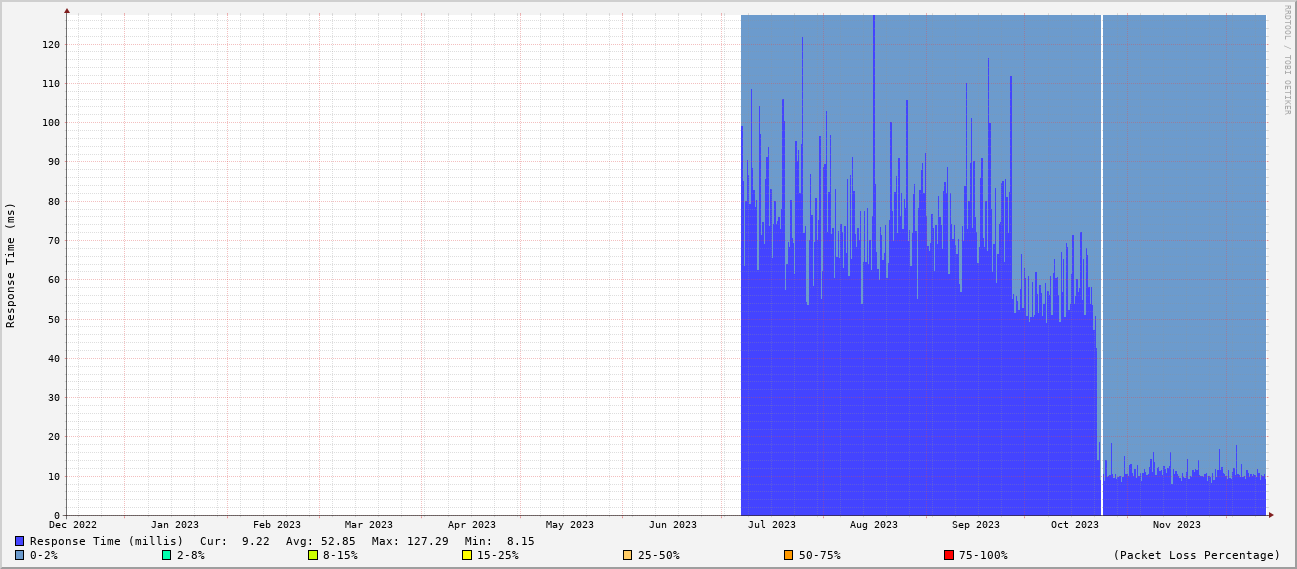 RRDTOOL / TOBI OETIKER
Response Time (ms)
120
110
100
90
80
70
60
50
40
30
20
10
0
Dec 2022 Jan 2023 Feb 2023 Mar 2023 Apr 2023 May 2023 Jun 2023 Jul 2023 Aug 2023 Sep 2023 Oct 2023 Nov 2023
Response Time (millis) Cur: 9.22 Avg: 52.85 Max: 127.29 Min: 8.15
0-2% 2-8% 8-15% 15-25% 25-50% 50-75% 75-100% (Packet Loss Percentage)